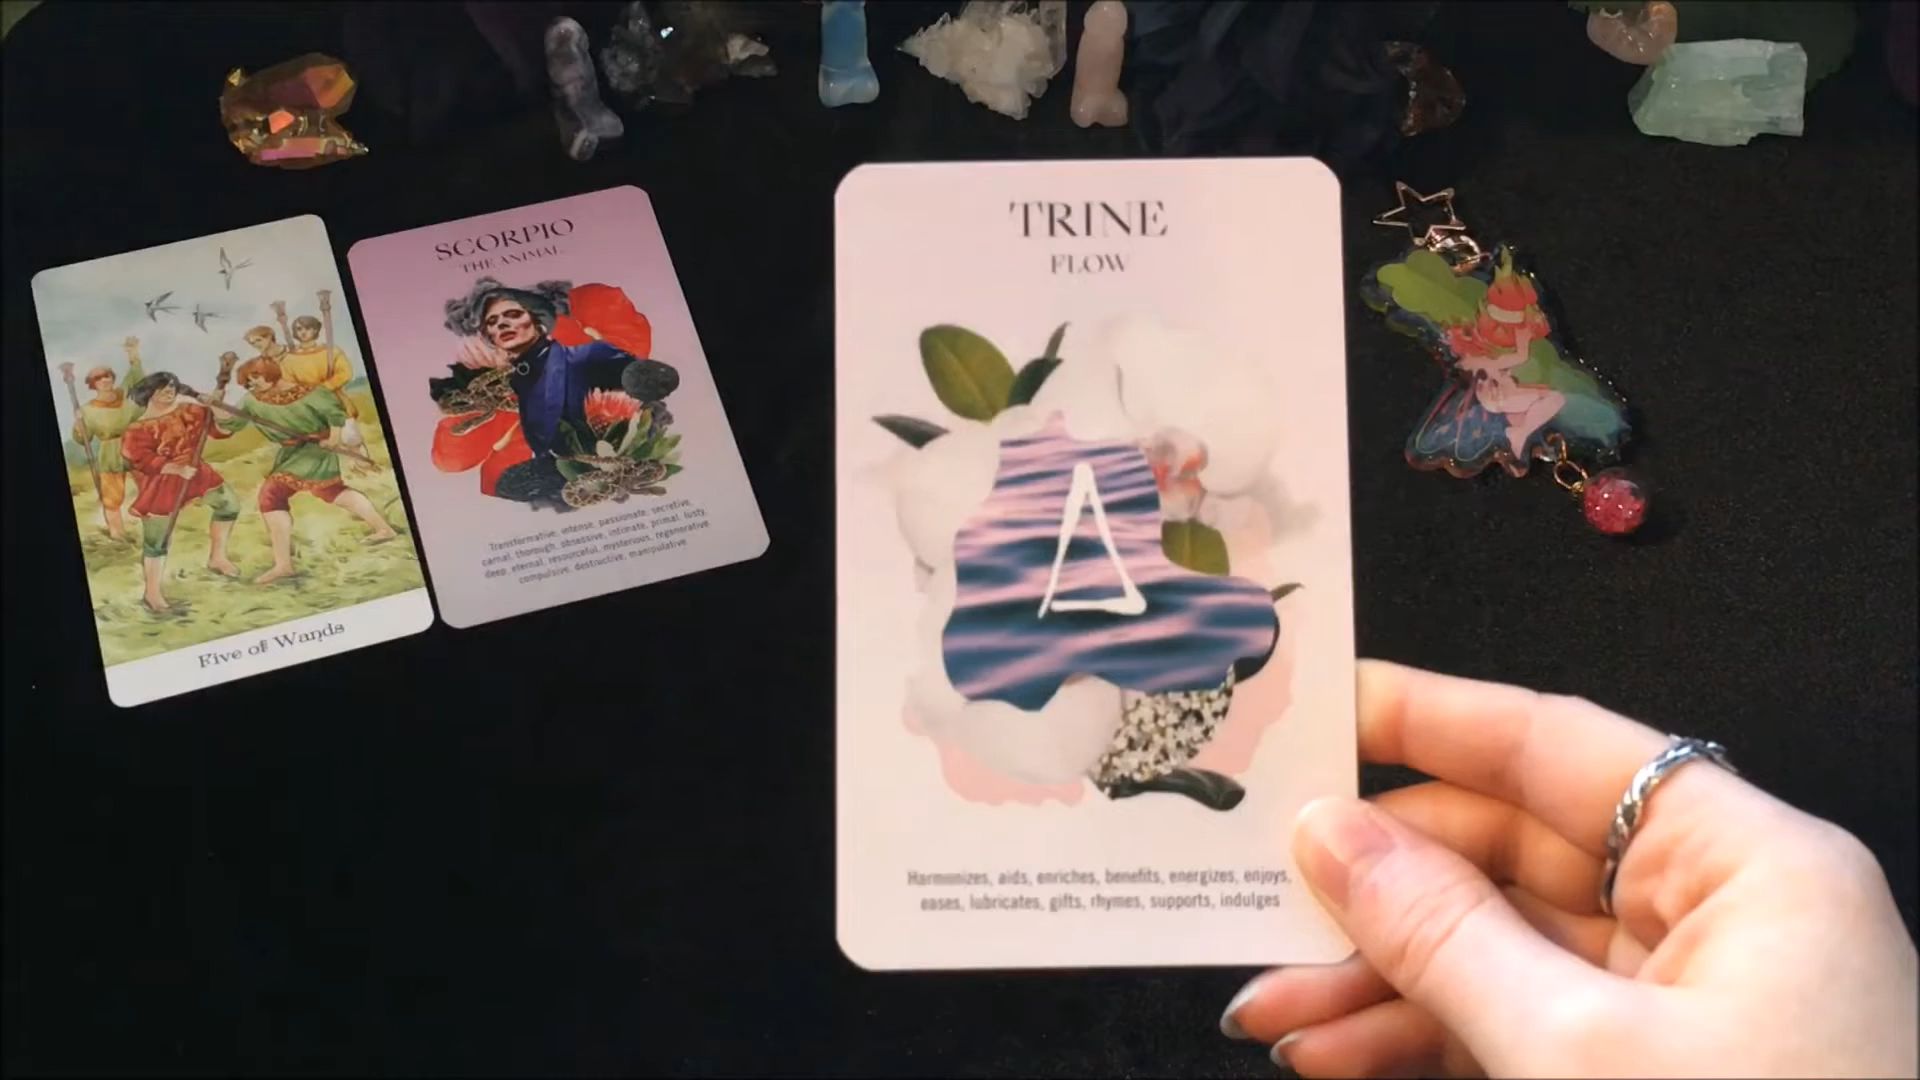 Five of Wands
SCORPIO
THE ANIMAL
Transformative, intense, passionate, secretive,
carnal, thorough, obsessive, intimate, primal, lusty,
deep, eternal, resourceful, mysterious, regenerative
compulsive, destructive, manipulative
TRINE
FLOW
Harmonizes, aids, enriches, benefits, energizes, enjoys,
eases, lubricates, gifts, rhymes, supports, indulges